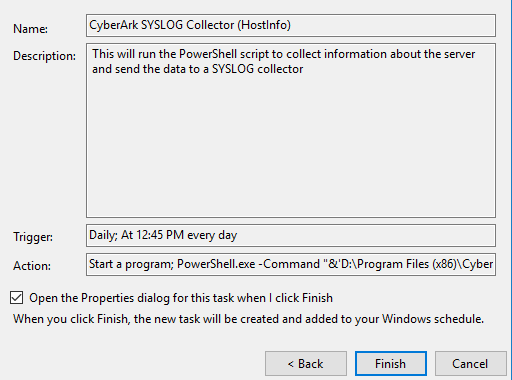 Name:
CyberArk SYSLOG Collector (HostInfo)
Description:
This will run the PowerShell script to collect information about the server
and send the data to a SYSLOG collector
Trigger:
Daily; At 12:45 PM every day
Action:
Start a program; PowerShell.exe -Command "&'D:\Program Files (x86)\Cyber
Open the Properties dialog for this task when I click Finish
When you click Finish, the new task will be created and added to your Windows schedule.
< Back
Finish
Cancel